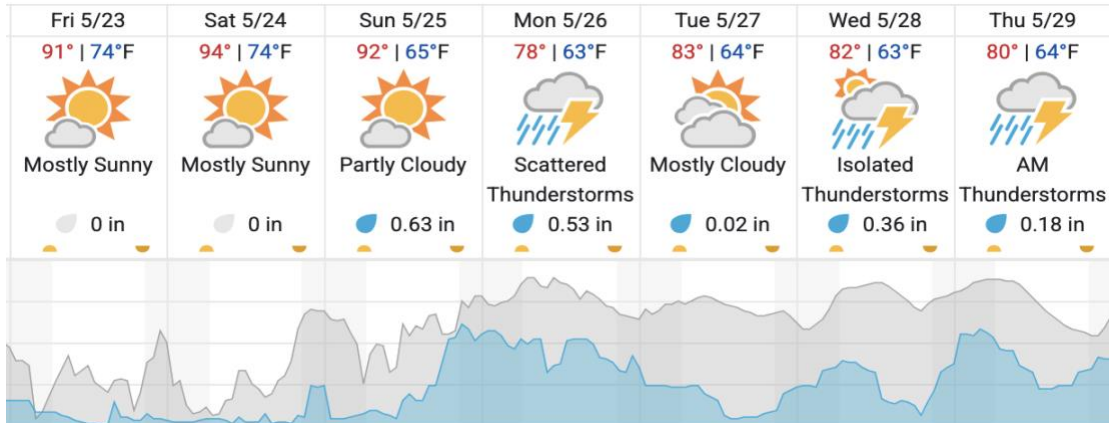 Fri 5/23
Sat 5/24
Sun 5/25
Mon 5/26
Tue 5/27
Wed 5/28
Thu 5/29
91° | 74°F
94° | 74°F
92° | 65°F
78° | 63°F
83° | 64°F
82° | 63°F
80° | 64°F
Mostly Sunny
Mostly Sunny
Partly Cloudy
Scattered
Thunderstorms
Mostly Cloudy
Isolated
Thunderstorms
AM
Thunderstorms
0 in
0 in
0.63 in
0.53 in
0.02 in
0.36 in
0.18 in